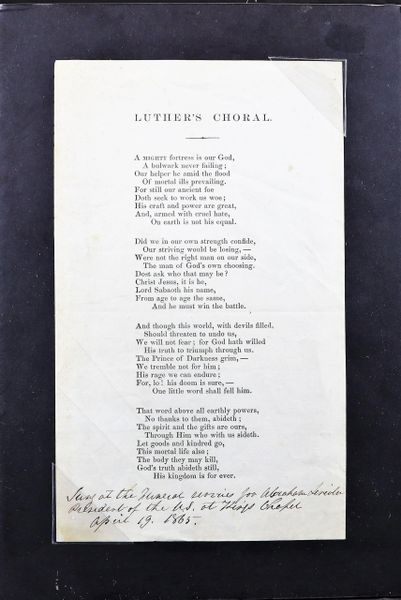 LUTHER'S CHORAL.
A MIGHTY fortress is our God,
A bulwark never failing;
Our helper he amid the flood
Of mortal ills prevailing.
For still our ancient foe
Doth seek to work us woe;
His craft and power are great,
And, armed with cruel hate,
On earth is not his equal.
Did we in our own strength confide,
Our striving would be losing,—
Were not the right man on our side,
The man of God's own choosing.
Dost ask who that may be?
Christ Jesus, it is he,
Lord Sabaoth his name,
From age to age the same,
And he must win the battle.
And though this world, with devils filled,
Should threaten to undo us,
We will not fear; for God hath willed
His truth to triumph through us.
The Prince of Darkness grim,—
We tremble not for him;
His rage we can endure;
For, lo! his doom is sure,—
One little word shall fell him.
That word above all earthly powers,
No thanks to them, abideth;
The spirit and the gifts are ours,
Through Him who with us sideth.
Let goods and kindred go,
This mortal life also;
The body they may kill,
God's truth abideth still,
His kingdom is for ever.
Sung at the funeral services for Abraham Lincoln
President of the U.S. at Kings Chapel
April 19. 1865.